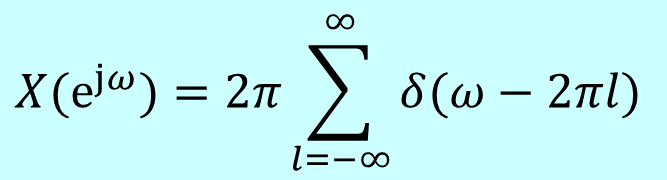 X(e^{jω}) = 2π ∑_{l=−∞}^{∞} δ(ω − 2πl)